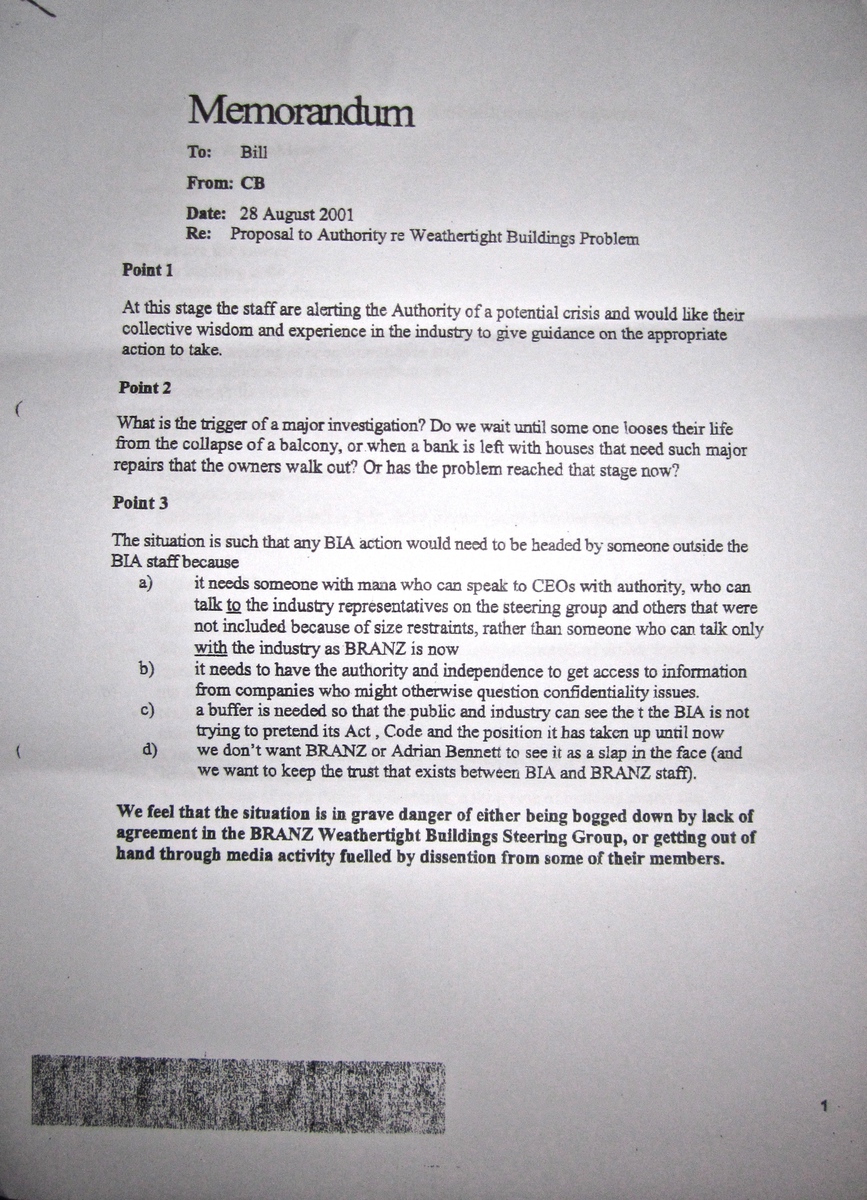 Memorandum
To: Bill
From: CB
Date: 28 August 2001
Re: Proposal to Authority re Weathertight Buildings Problem
Point 1
At this stage the staff are alerting the Authority of a potential crisis and would like their
collective wisdom and experience in the industry to give guidance on the appropriate
action to take.
Point 2
What is the trigger of a major investigation? Do we wait until some one looses their life
from the collapse of a balcony, or when a bank is left with houses that need such major
repairs that the owners walk out? Or has the problem reached that stage now?
Point 3
The situation is such that any BIA action would need to be headed by someone outside the
BIA staff because
a) it needs someone with mana who can speak to CEOs with authority, who can
talk to the industry representatives on the steering group and others that were
not included because of size restraints, rather than someone who can talk only
with the industry as BRANZ is now
b) it needs to have the authority and independence to get access to information
from companies who might otherwise question confidentiality issues.
c) a buffer is needed so that the public and industry can see the t the BIA is not
trying to pretend its Act , Code and the position it has taken up until now
d) we don't want BRANZ or Adrian Bennett to see it as a slap in the face (and
we want to keep the trust that exists between BIA and BRANZ staff).
We feel that the situation is in grave danger of either being bogged down by lack of
agreement in the BRANZ Weathertight Buildings Steering Group, or getting out of
hand through media activity fuelled by dissention from some of their members.
1